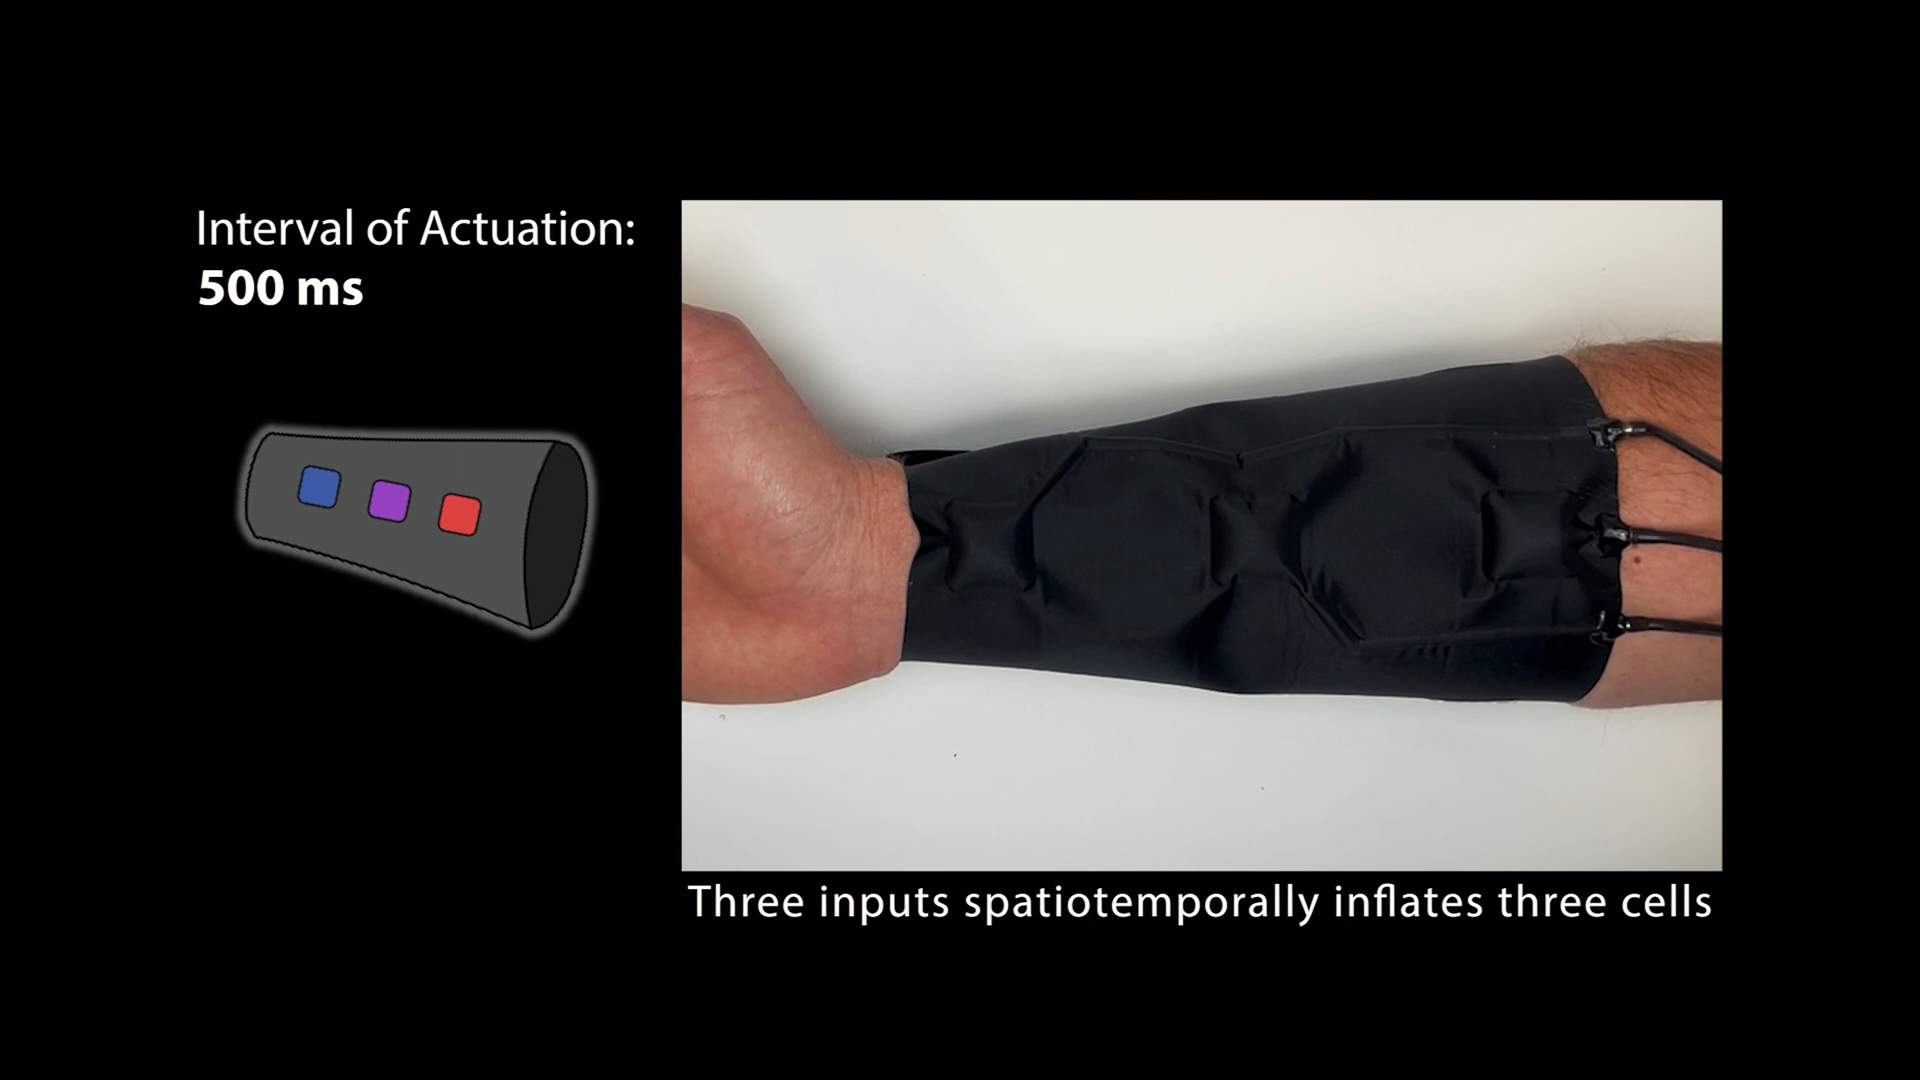 Interval of Actuation:
500 ms
Three inputs spatiotemporally inflates three cells